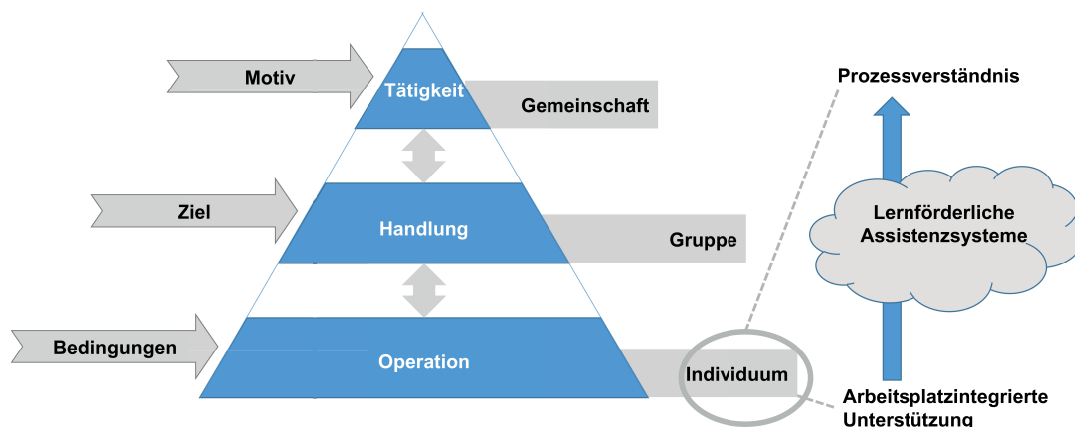 Motiv
Tätigkeit
Gemeinschaft
Prozessverständnis
Ziel
Handlung
Gruppe
Lernförderliche
Assistenzsysteme
Bedingungen
Operation
Individuum
Arbeitsplatzintegrierte
Unterstützung